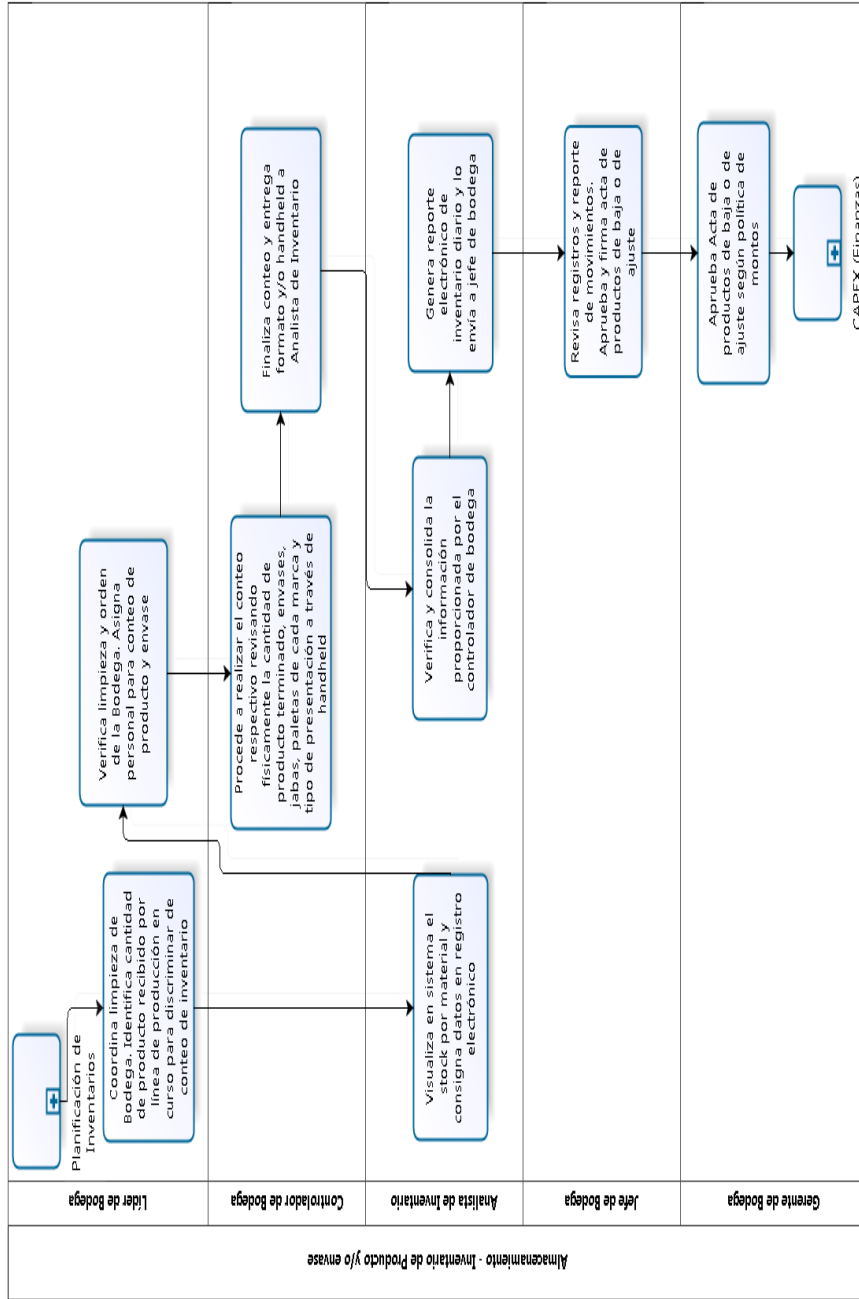 Almacenamiento - Inventario de Producto y/o envase
Líder de Bodega
Planificación de
Inventarios
Coordina limpieza de
Bodega. Identifica cantidad
de producto recibido por
línea de producción en
curso para discriminar de
conteo de inventario
Verifica limpieza y orden
de la Bodega. Asigna
personal para conteo de
producto y envase
Controlador de Bodega
Procede a realizar el conteo
respectivo revisando
físicamente la cantidad de
producto terminado, envases,
jabas, paletas de cada marca y
tipo de presentación a través de
handheld
Finaliza conteo y entrega
formato y/o handheld a
Analista de Inventario
Analista de Inventario
Visualiza en sistema el
stock por material y
consigna datos en registro
electrónico
Verifica y consolida la
información
proporcionada por el
controlador de bodega
Genera reporte
electrónico de
inventario diario y lo
envía a jefe de bodega
Jefe de Bodega
Revisa registros y reporte
de movimientos.
Aprueba y firma acta de
productos de baja o de
ajuste
Gerente de Bodega
Aprueba Acta de
productos de baja o de
ajuste según política de
montos
CAPEX (Finanzas)